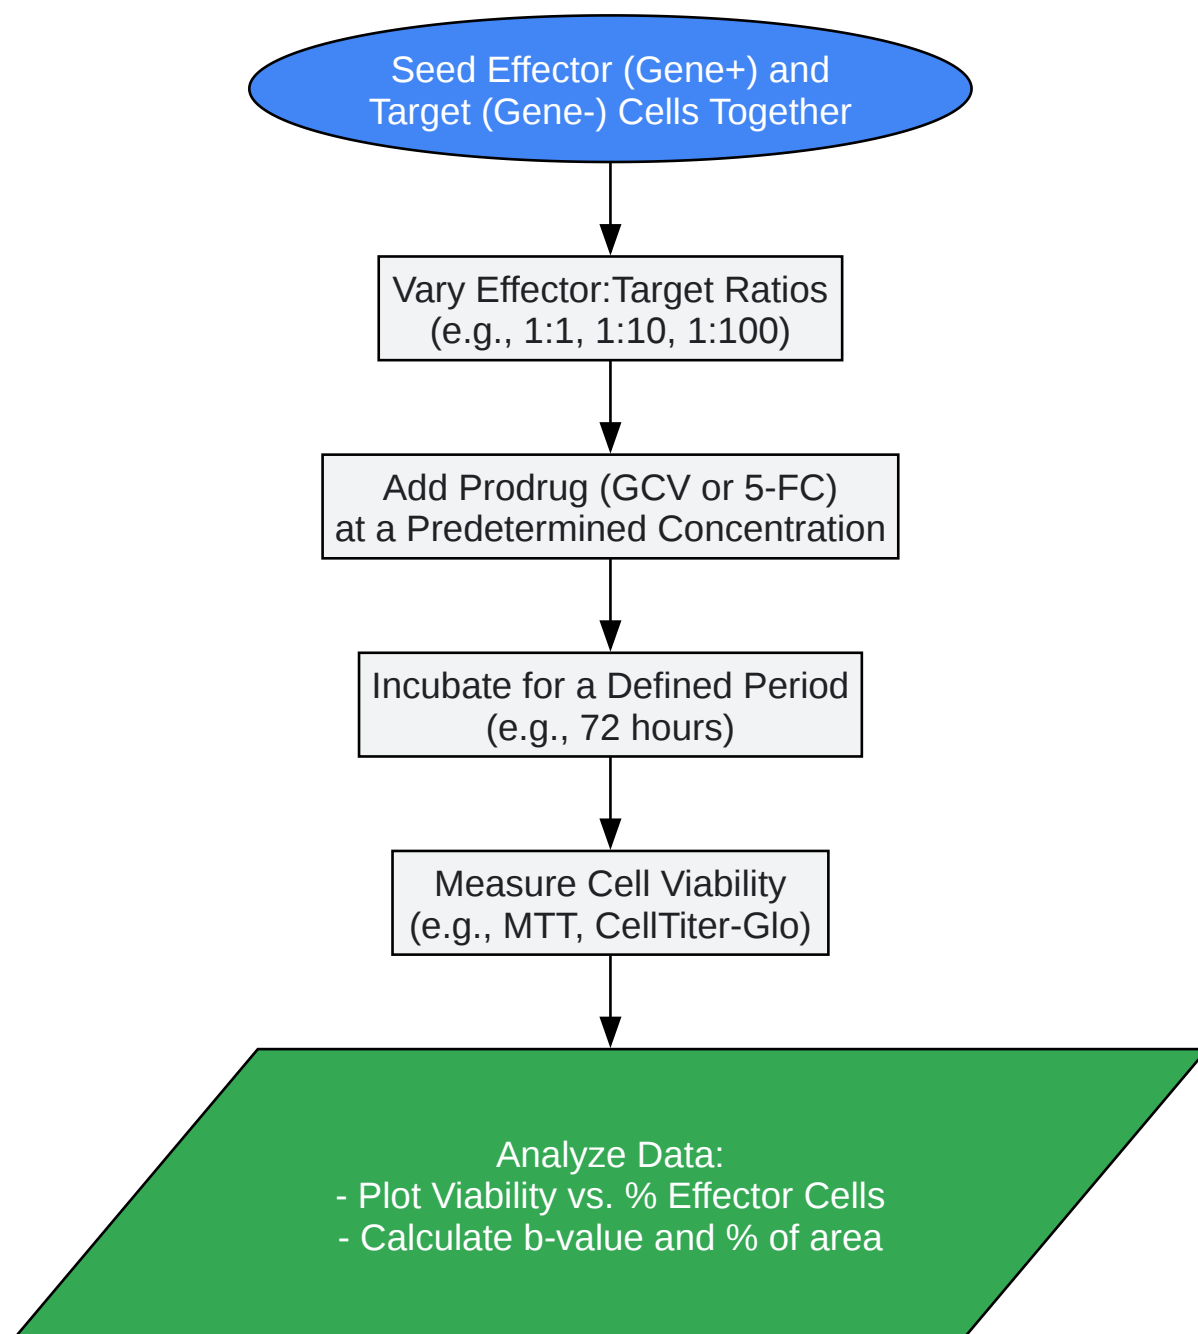 Seed Effector (Gene+) and
Target (Gene-) Cells Together
Vary Effector:Target Ratios
(e.g., 1:1, 1:10, 1:100)
Add Prodrug (GCV or 5-FC)
at a Predetermined Concentration
Incubate for a Defined Period
(e.g., 72 hours)
Measure Cell Viability
(e.g., MTT, CellTiter-Glo)
Analyze Data:
- Plot Viability vs. % Effector Cells
- Calculate b-value and % of area